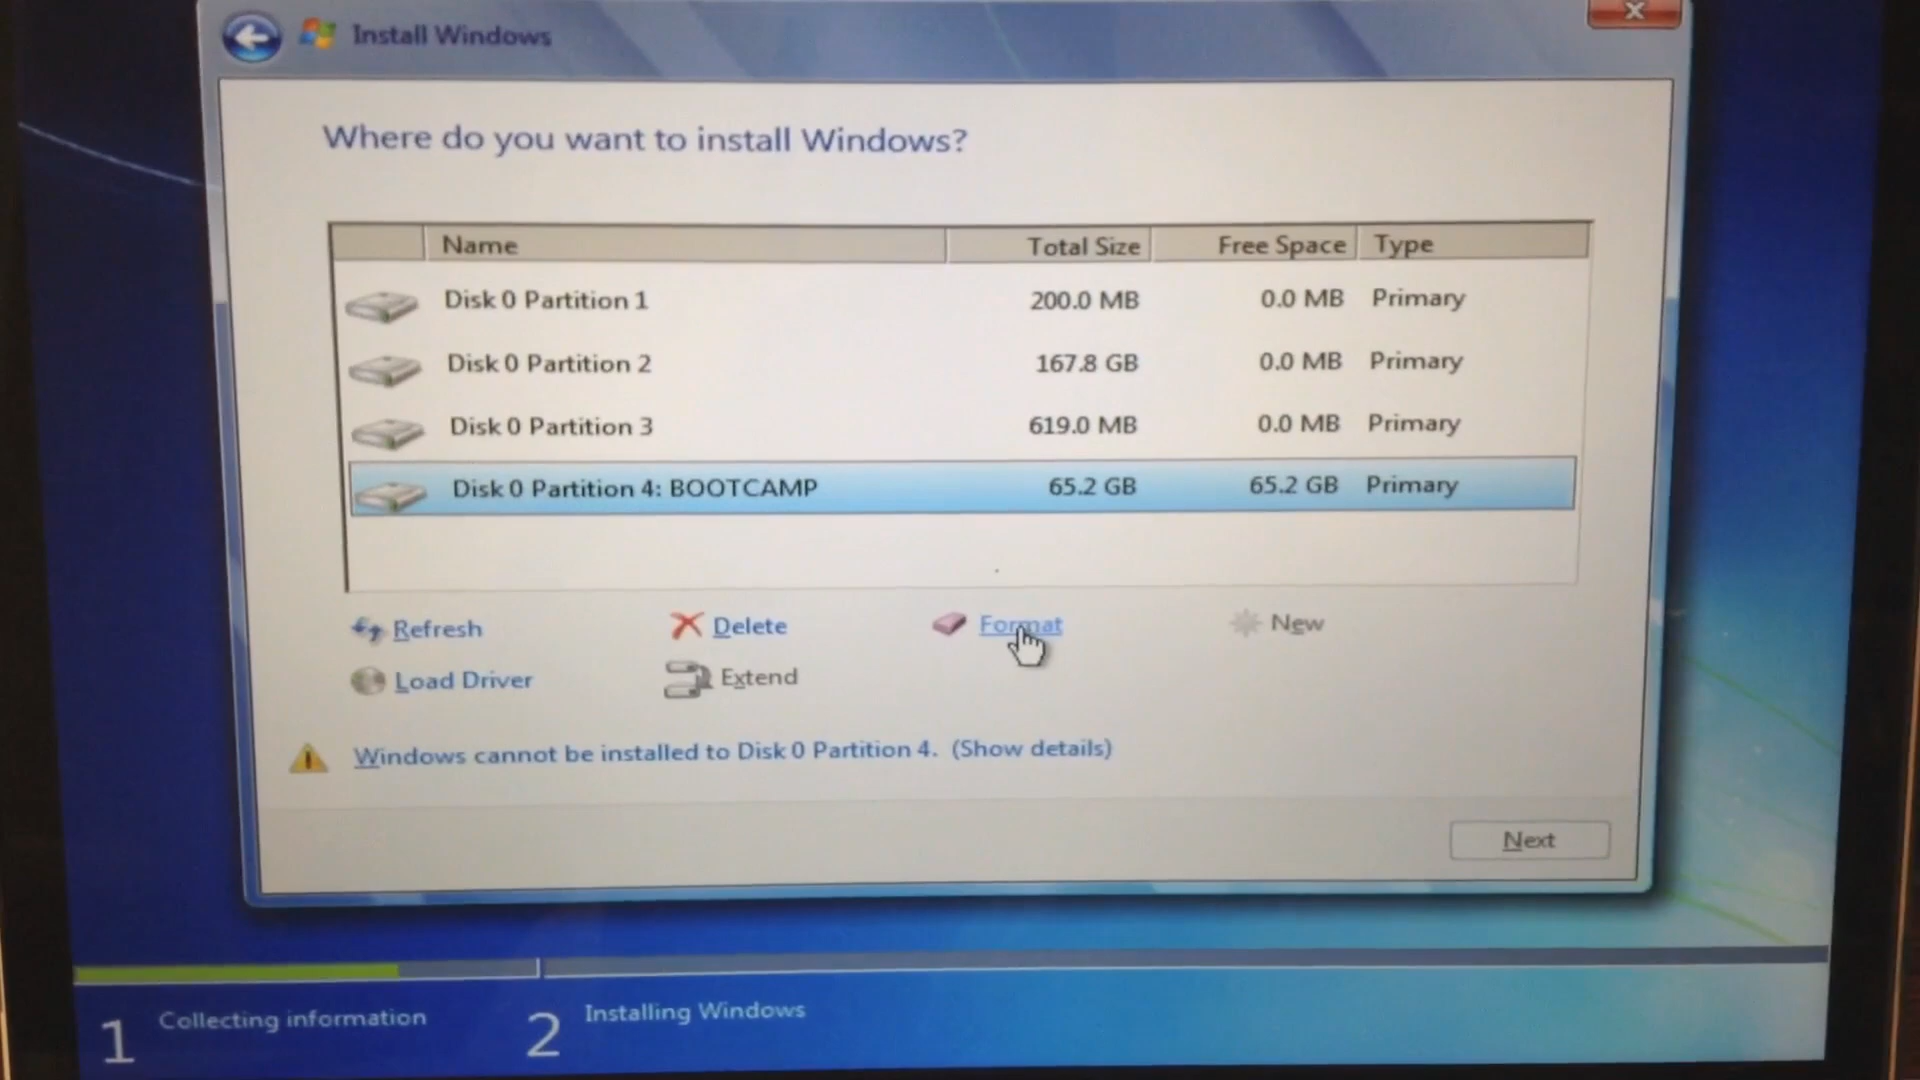 Install Windows
Where do you want to install Windows?
Name Total Size Free Space Type
Disk 0 Partition 1 200.0 MB 0.0 MB Primary
Disk 0 Partition 2 167.8 GB 0.0 MB Primary
Disk 0 Partition 3 619.0 MB 0.0 MB Primary
Disk 0 Partition 4: BOOTCAMP 65.2 GB 65.2 GB Primary
Refresh Delete Format New
Load Driver Extend
Windows cannot be installed to Disk 0 Partition 4. (Show details)
Next
1 Collecting information 2 Installing Windows